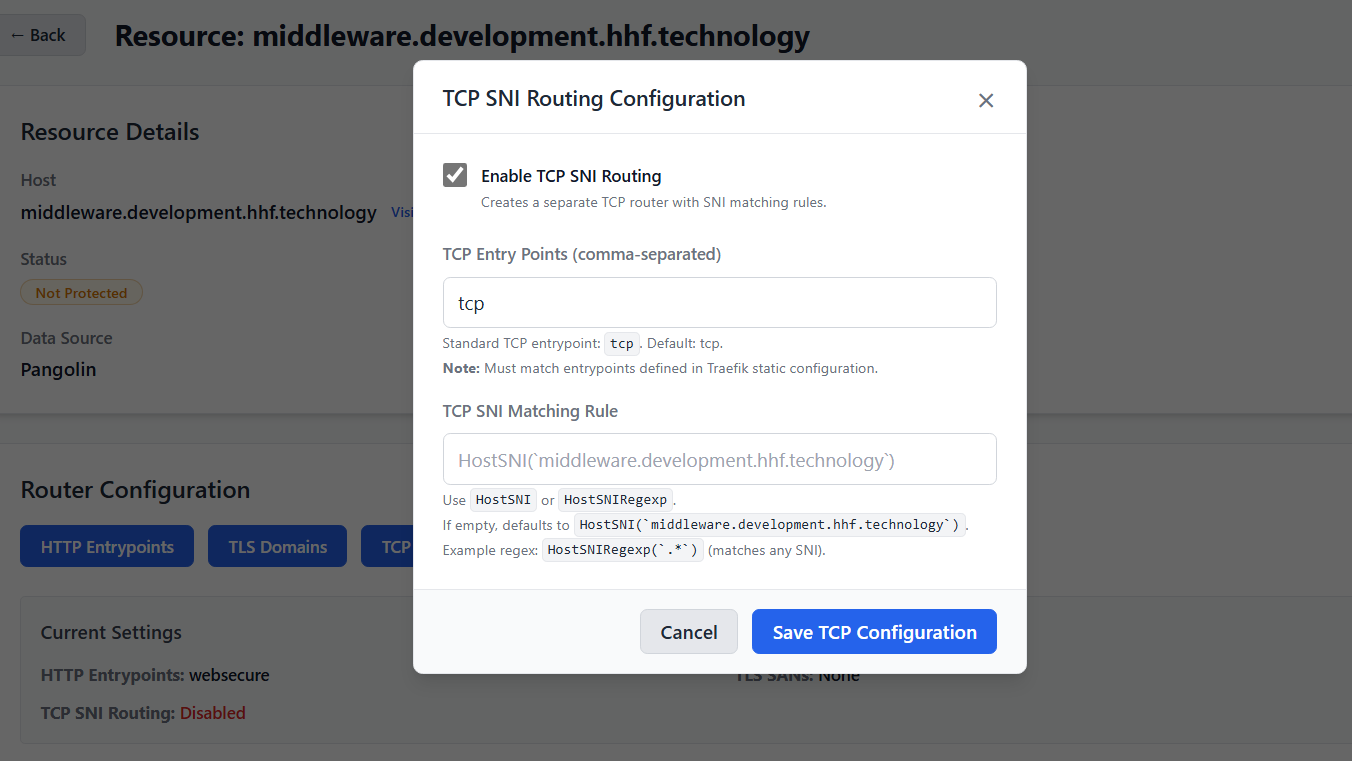 ← Back
Resource: middleware.development.hhf.technology
Resource Details
Host
middleware.development.hhf.technology
Status
Not Protected
Data Source
Pangolin
Router Configuration
HTTP Entrypoints
TLS Domains
TCP
Current Settings
HTTP Entrypoints: websecure
TLS SANs: None
TCP SNI Routing: Disabled
TCP SNI Routing Configuration
×
Enable TCP SNI Routing
Creates a separate TCP router with SNI matching rules.
TCP Entry Points (comma-separated)
tcp
Standard TCP entrypoint: tcp. Default: tcp.
Note: Must match entrypoints defined in Traefik static configuration.
TCP SNI Matching Rule
HostSNI(`middleware.development.hhf.technology`)
Use HostSNI or HostSNIRegexp.
If empty, defaults to HostSNI(`middleware.development.hhf.technology`).
Example regex: HostSNIRegexp(`.*`) (matches any SNI).
Cancel
Save TCP Configuration